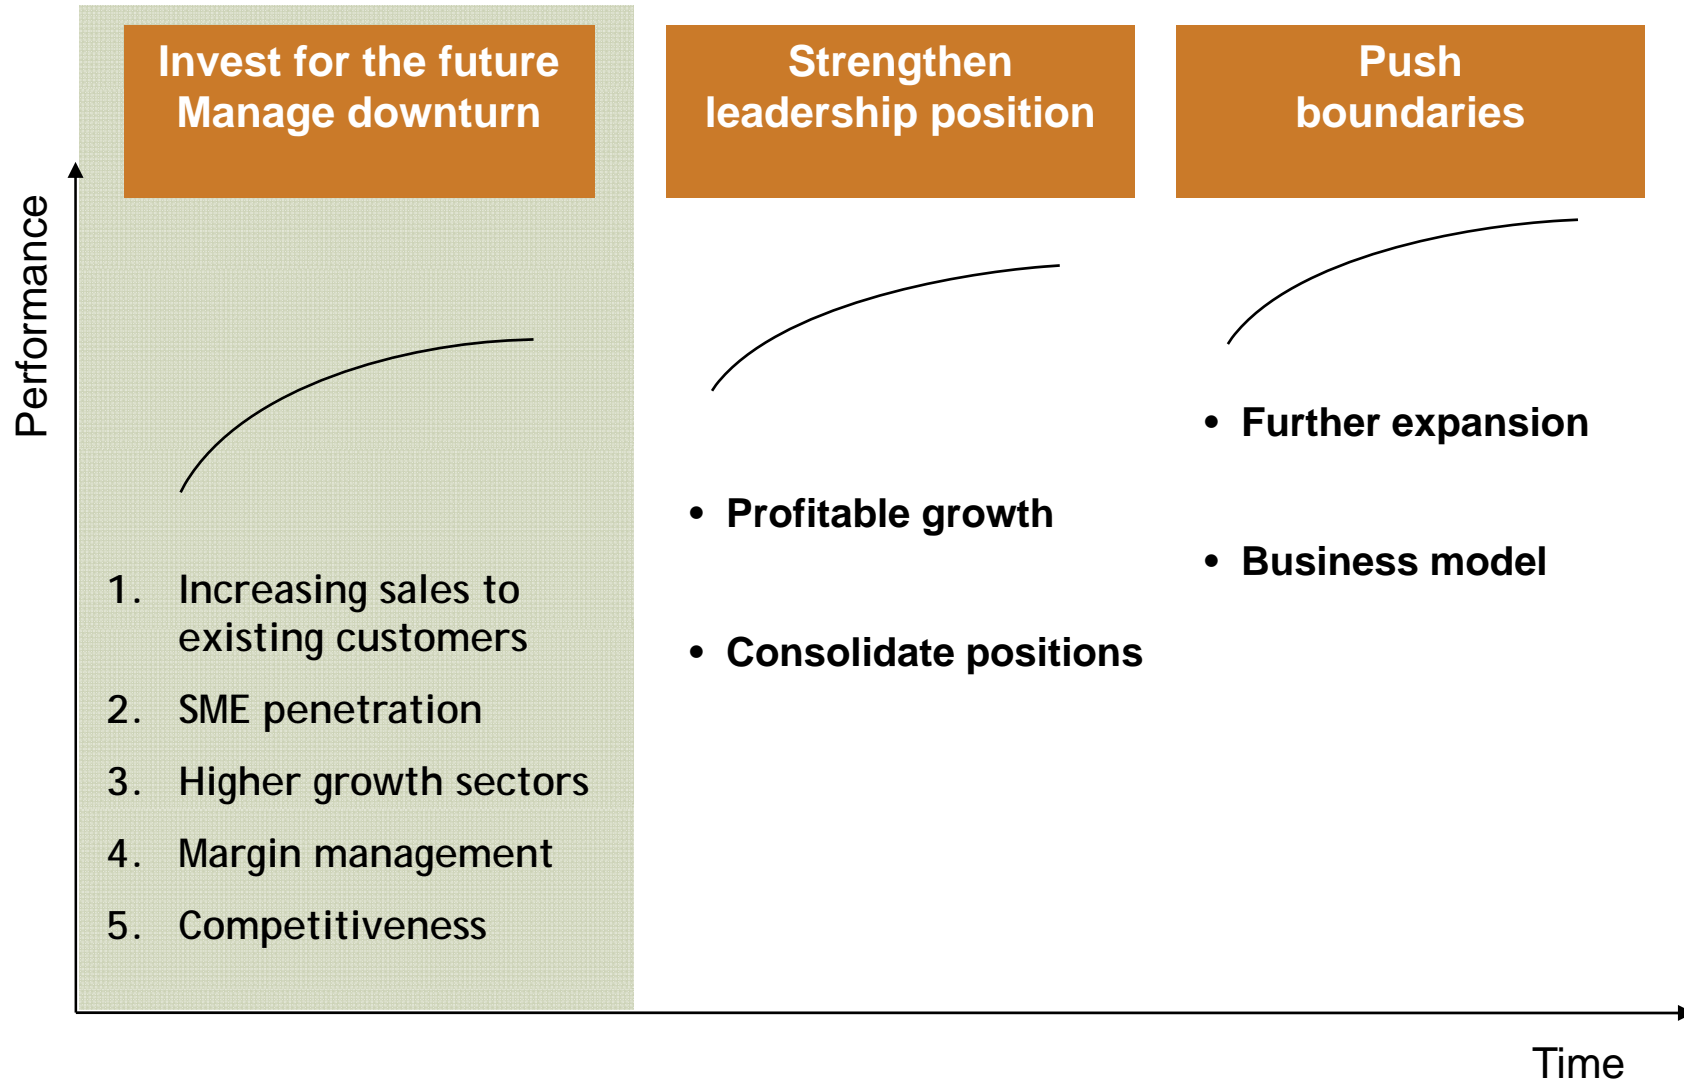 Invest for the future
Manage downturn
Strengthen
leadership position
Push
boundaries
Performance
1. Increasing sales to
existing customers
2. SME penetration
3. Higher growth sectors
4. Margin management
5. Competitiveness
• Profitable growth
• Consolidate positions
• Further expansion
• Business model
Time